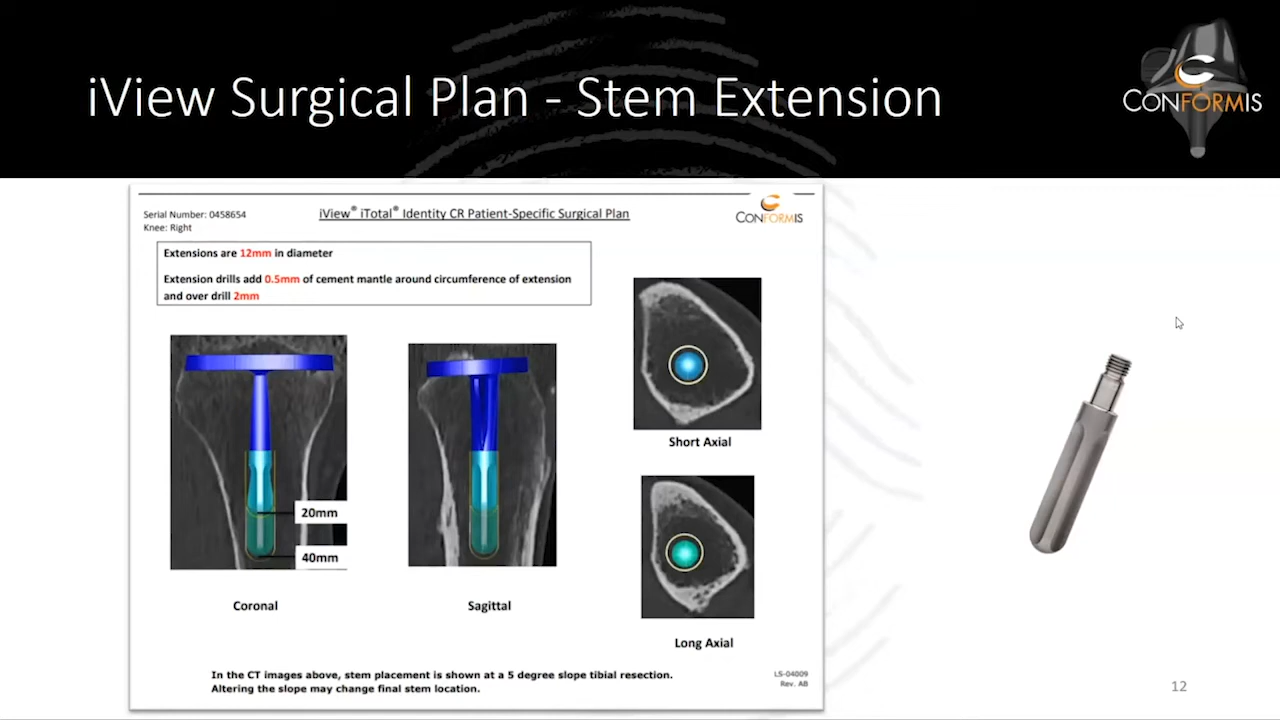 iView Surgical Plan - Stem Extension
CONFORMIS
Serial Number: 0458654
Knee: Right
iView® iTotal® Identity CR Patient-Specific Surgical Plan
CONFORMIS
Extensions are 12mm in diameter
Extension drills add 0.5mm of cement mantle around circumference of extension
and over drill 2mm
20mm
40mm
Coronal
Sagittal
Short Axial
Long Axial
In the CT images above, stem placement is shown at a 5 degree slope tibial resection.
Altering the slope may change final stem location.
LS-04009
Rev. AB
12